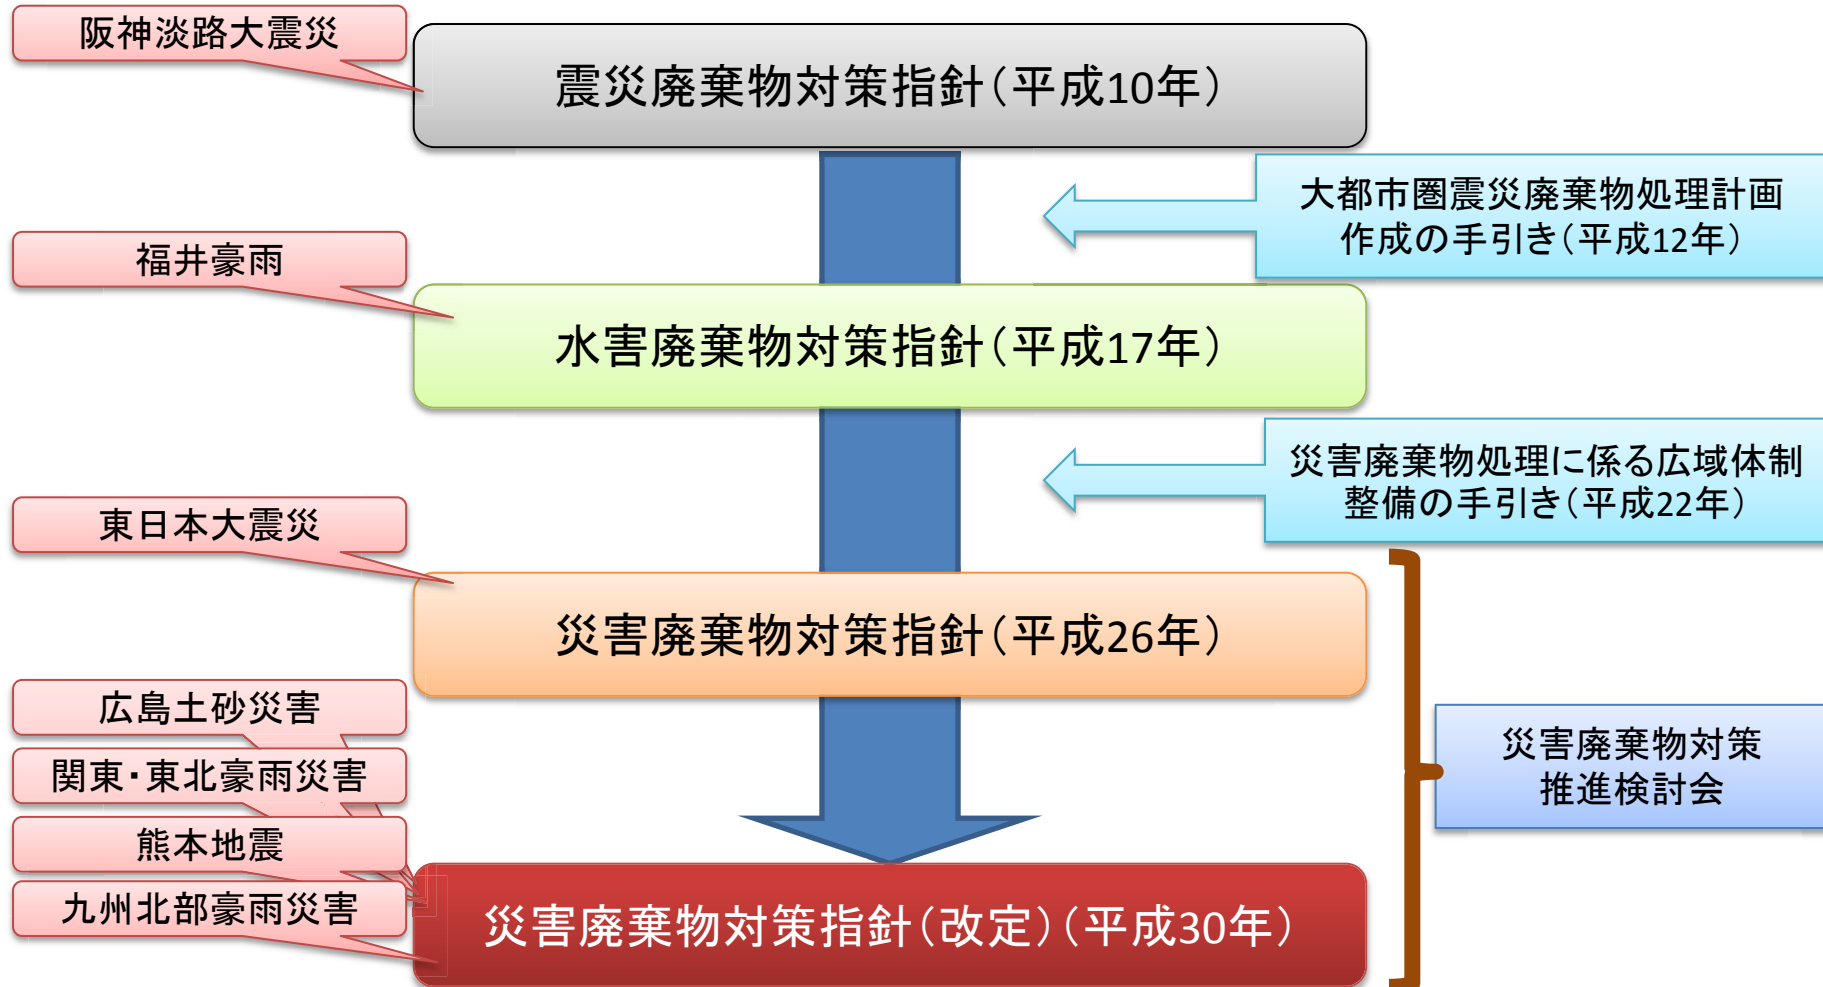 阪神淡路大震災
震災廃棄物対策指針(平成10年)
大都市圏震災廃棄物処理計画
作成の手引き(平成12年)
福井豪雨
水害廃棄物対策指針(平成17年)
災害廃棄物処理に係る広域体制
整備の手引き(平成22年)
東日本大震災
災害廃棄物対策指針(平成26年)
広島土砂災害
関東・東北豪雨災害
熊本地震
九州北部豪雨災害
災害廃棄物対策
推進検討会
災害廃棄物対策指針(改定)(平成30年)